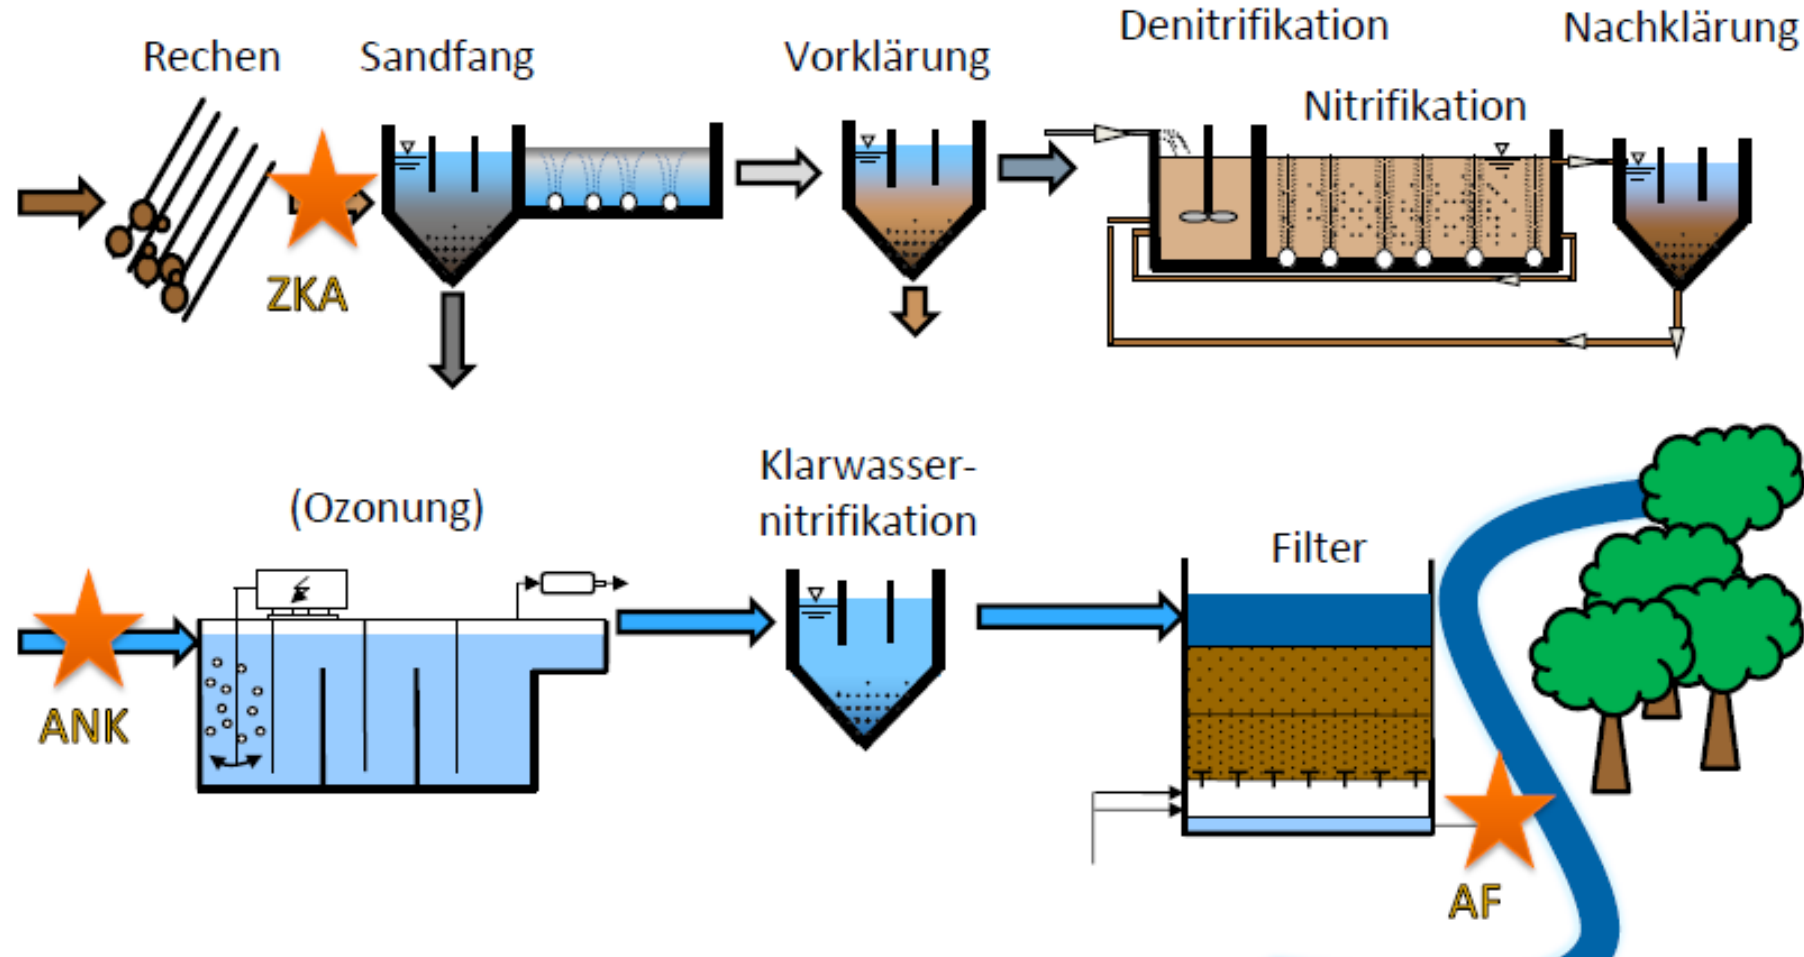 Rechen
Sandfang
Vorklärung
Denitrifikation
Nitrifikation
Nachklärung
ZKA
(Ozonung)
Klarwasser-
nitrifikation
Filter
ANK
AF